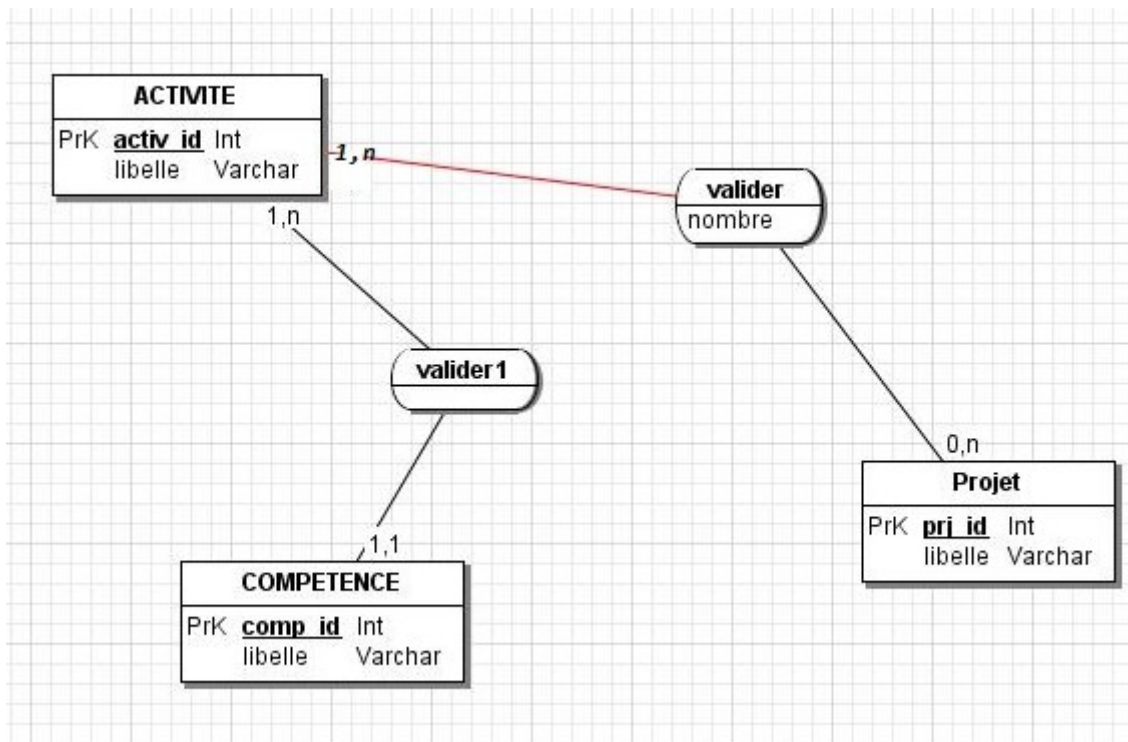 ACTIVITE
PrK activ_id Int
libelle Varchar
1,n
valider
nombre
1,n
valider1
0,n
Projet
PrK prj_id Int
libelle Varchar
1,1
COMPETENCE
PrK comp_id Int
libelle Varchar